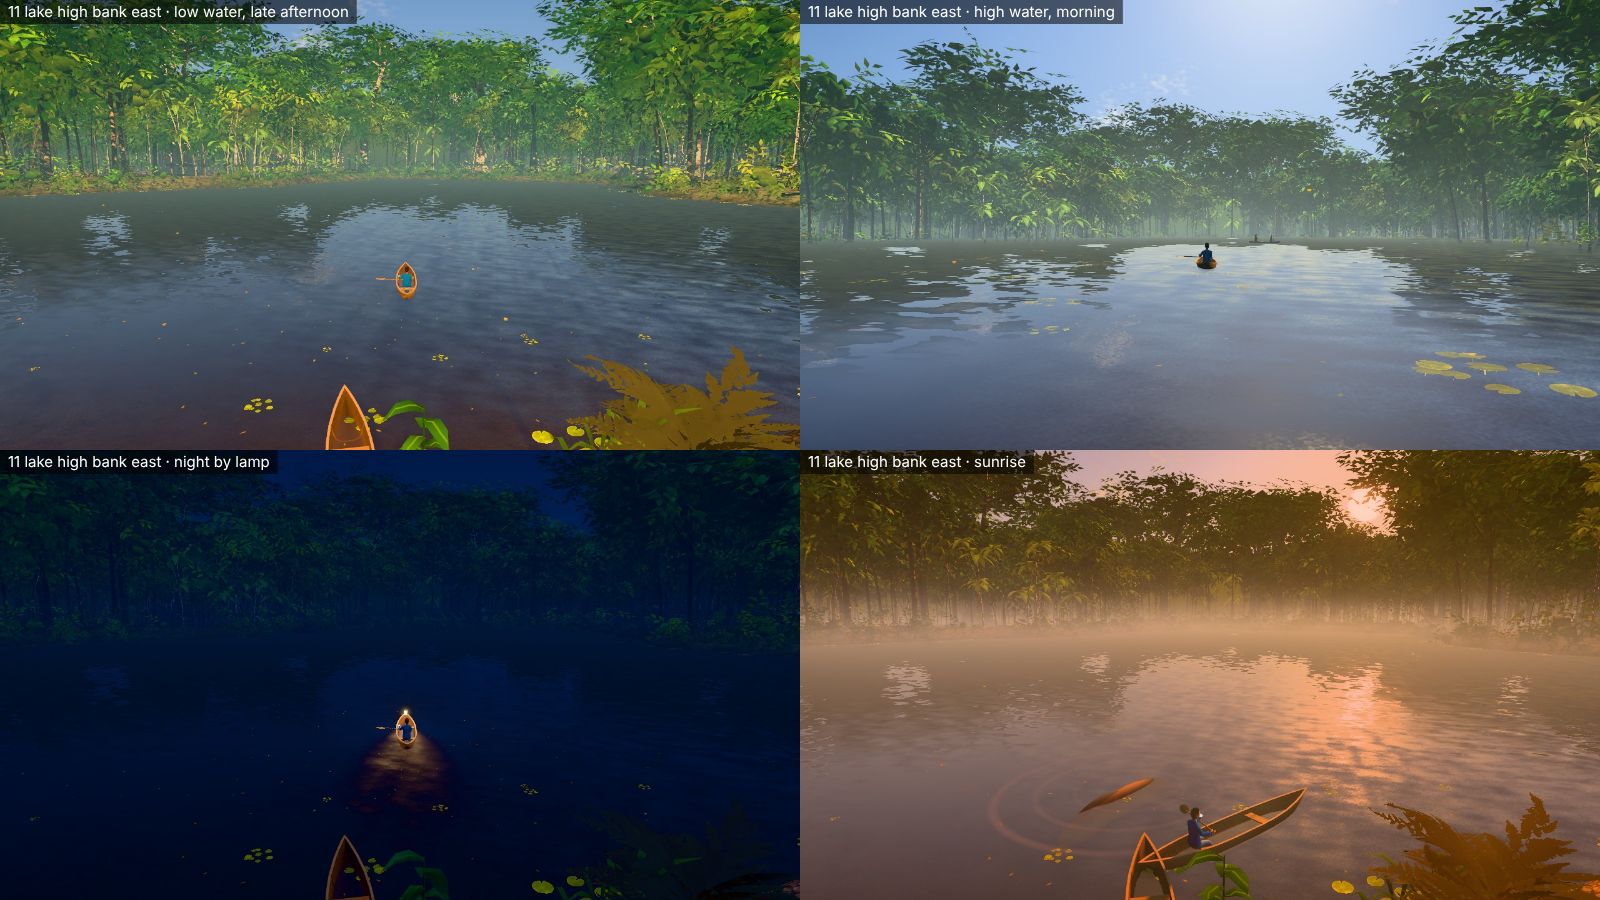 11 lake high bank east · low water, late afternoon
11 lake high bank east · high water, morning
11 lake high bank east · night by lamp
11 lake high bank east · sunrise